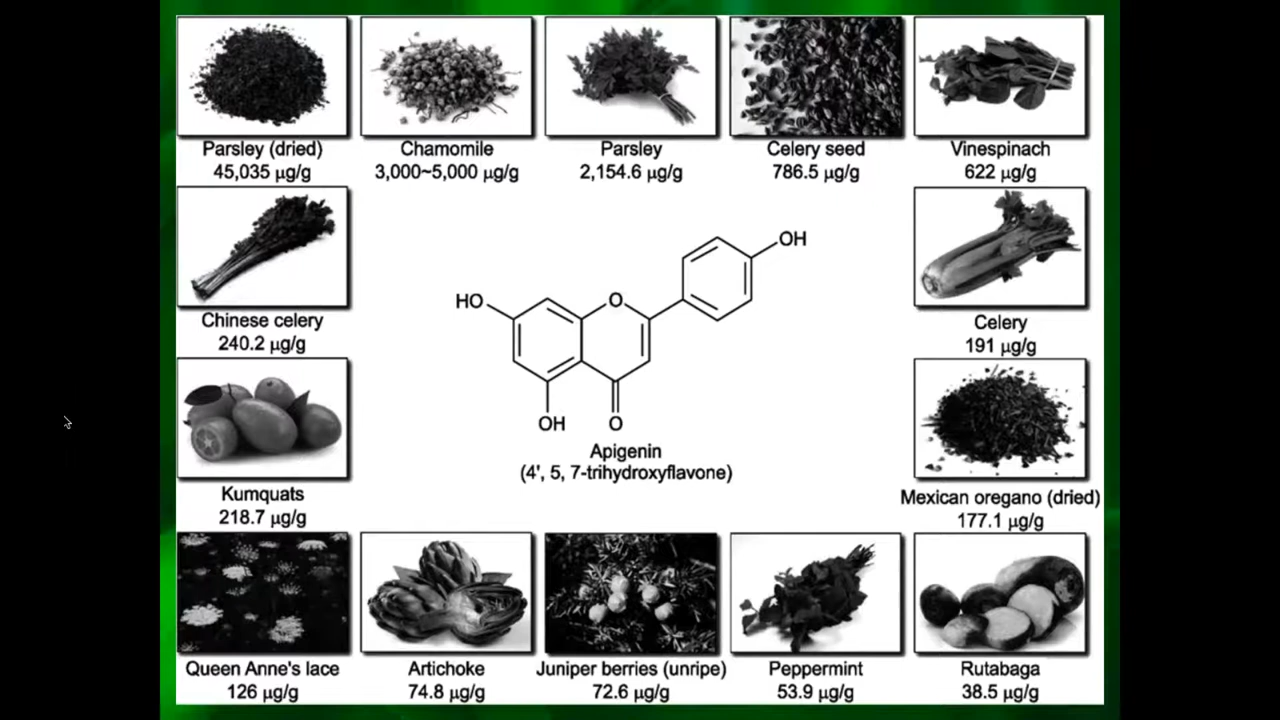 Parsley (dried)
45,035 µg/g
Chamomile
3,000~5,000 µg/g
Parsley
2,154.6 µg/g
Celery seed
786.5 µg/g
Vinespinach
622 µg/g
Chinese celery
240.2 µg/g
Celery
191 µg/g
HO
O
OH
OH
O
Apigenin
(4', 5, 7-trihydroxyflavone)
Kumquats
218.7 µg/g
Mexican oregano (dried)
177.1 µg/g
Queen Anne's lace
126 µg/g
Artichoke
74.8 µg/g
Juniper berries (unripe)
72.6 µg/g
Peppermint
53.9 µg/g
Rutabaga
38.5 µg/g